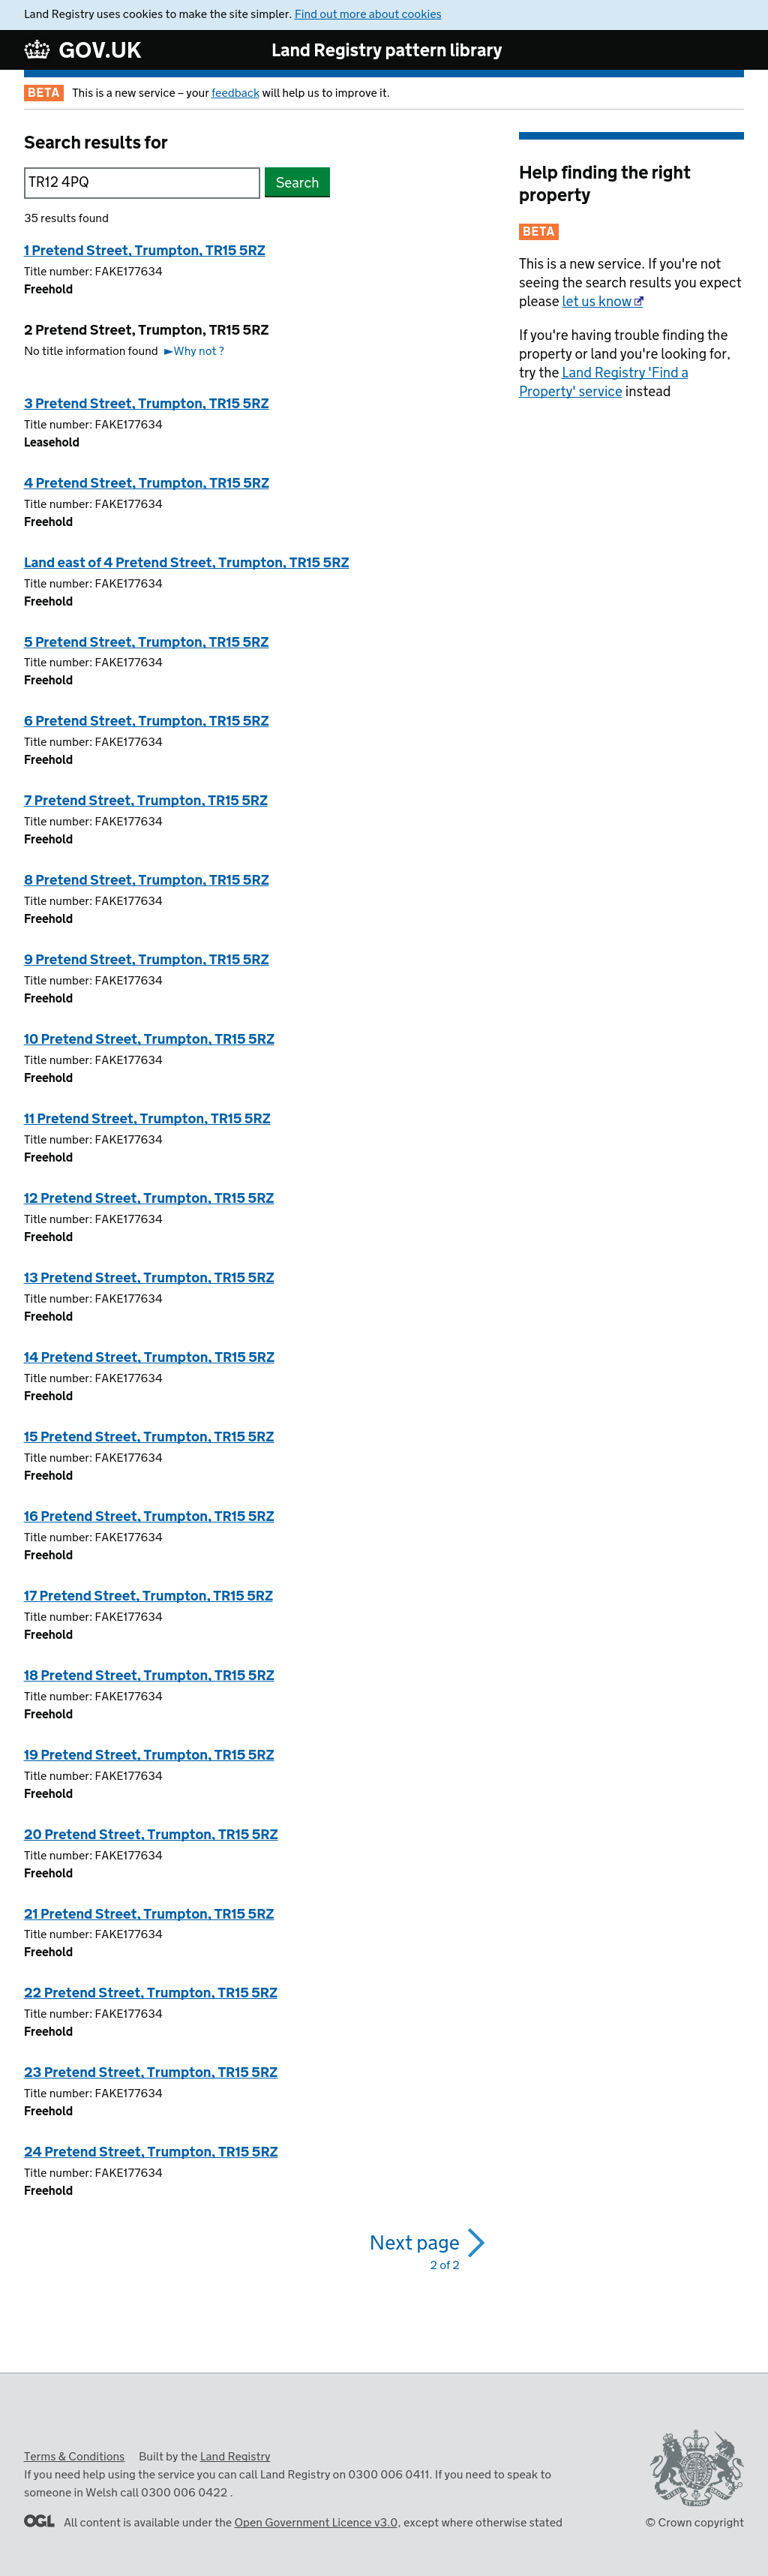 Land Registry uses cookies to make the site simpler. Find out more about cookies
GOV.UK
Land Registry pattern library
BETA This is a new service – your feedback will help us to improve it.
Search results for
TR12 4PQ
Search
35 results found
1 Pretend Street, Trumpton, TR15 5RZ
Title number: FAKE177634
Freehold
2 Pretend Street, Trumpton, TR15 5RZ
No title information found ►Why not ?
3 Pretend Street, Trumpton, TR15 5RZ
Title number: FAKE177634
Leasehold
4 Pretend Street, Trumpton, TR15 5RZ
Title number: FAKE177634
Freehold
Land east of 4 Pretend Street, Trumpton, TR15 5RZ
Title number: FAKE177634
Freehold
5 Pretend Street, Trumpton, TR15 5RZ
Title number: FAKE177634
Freehold
6 Pretend Street, Trumpton, TR15 5RZ
Title number: FAKE177634
Freehold
7 Pretend Street, Trumpton, TR15 5RZ
Title number: FAKE177634
Freehold
8 Pretend Street, Trumpton, TR15 5RZ
Title number: FAKE177634
Freehold
9 Pretend Street, Trumpton, TR15 5RZ
Title number: FAKE177634
Freehold
10 Pretend Street, Trumpton, TR15 5RZ
Title number: FAKE177634
Freehold
11 Pretend Street, Trumpton, TR15 5RZ
Title number: FAKE177634
Freehold
12 Pretend Street, Trumpton, TR15 5RZ
Title number: FAKE177634
Freehold
13 Pretend Street, Trumpton, TR15 5RZ
Title number: FAKE177634
Freehold
14 Pretend Street, Trumpton, TR15 5RZ
Title number: FAKE177634
Freehold
15 Pretend Street, Trumpton, TR15 5RZ
Title number: FAKE177634
Freehold
16 Pretend Street, Trumpton, TR15 5RZ
Title number: FAKE177634
Freehold
17 Pretend Street, Trumpton, TR15 5RZ
Title number: FAKE177634
Freehold
18 Pretend Street, Trumpton, TR15 5RZ
Title number: FAKE177634
Freehold
19 Pretend Street, Trumpton, TR15 5RZ
Title number: FAKE177634
Freehold
20 Pretend Street, Trumpton, TR15 5RZ
Title number: FAKE177634
Freehold
21 Pretend Street, Trumpton, TR15 5RZ
Title number: FAKE177634
Freehold
22 Pretend Street, Trumpton, TR15 5RZ
Title number: FAKE177634
Freehold
23 Pretend Street, Trumpton, TR15 5RZ
Title number: FAKE177634
Freehold
24 Pretend Street, Trumpton, TR15 5RZ
Title number: FAKE177634
Freehold
Next page
2 of 2
Help finding the right
property
BETA
This is a new service. If you're not
seeing the search results you expect
please let us know
If you're having trouble finding the
property or land you're looking for,
try the Land Registry 'Find a
Property' service instead
Terms & Conditions Built by the Land Registry
If you need help using the service you can call Land Registry on 0300 006 0411. If you need to speak to
someone in Welsh call 0300 006 0422 .
OGL All content is available under the Open Government Licence v3.0, except where otherwise stated
© Crown copyright